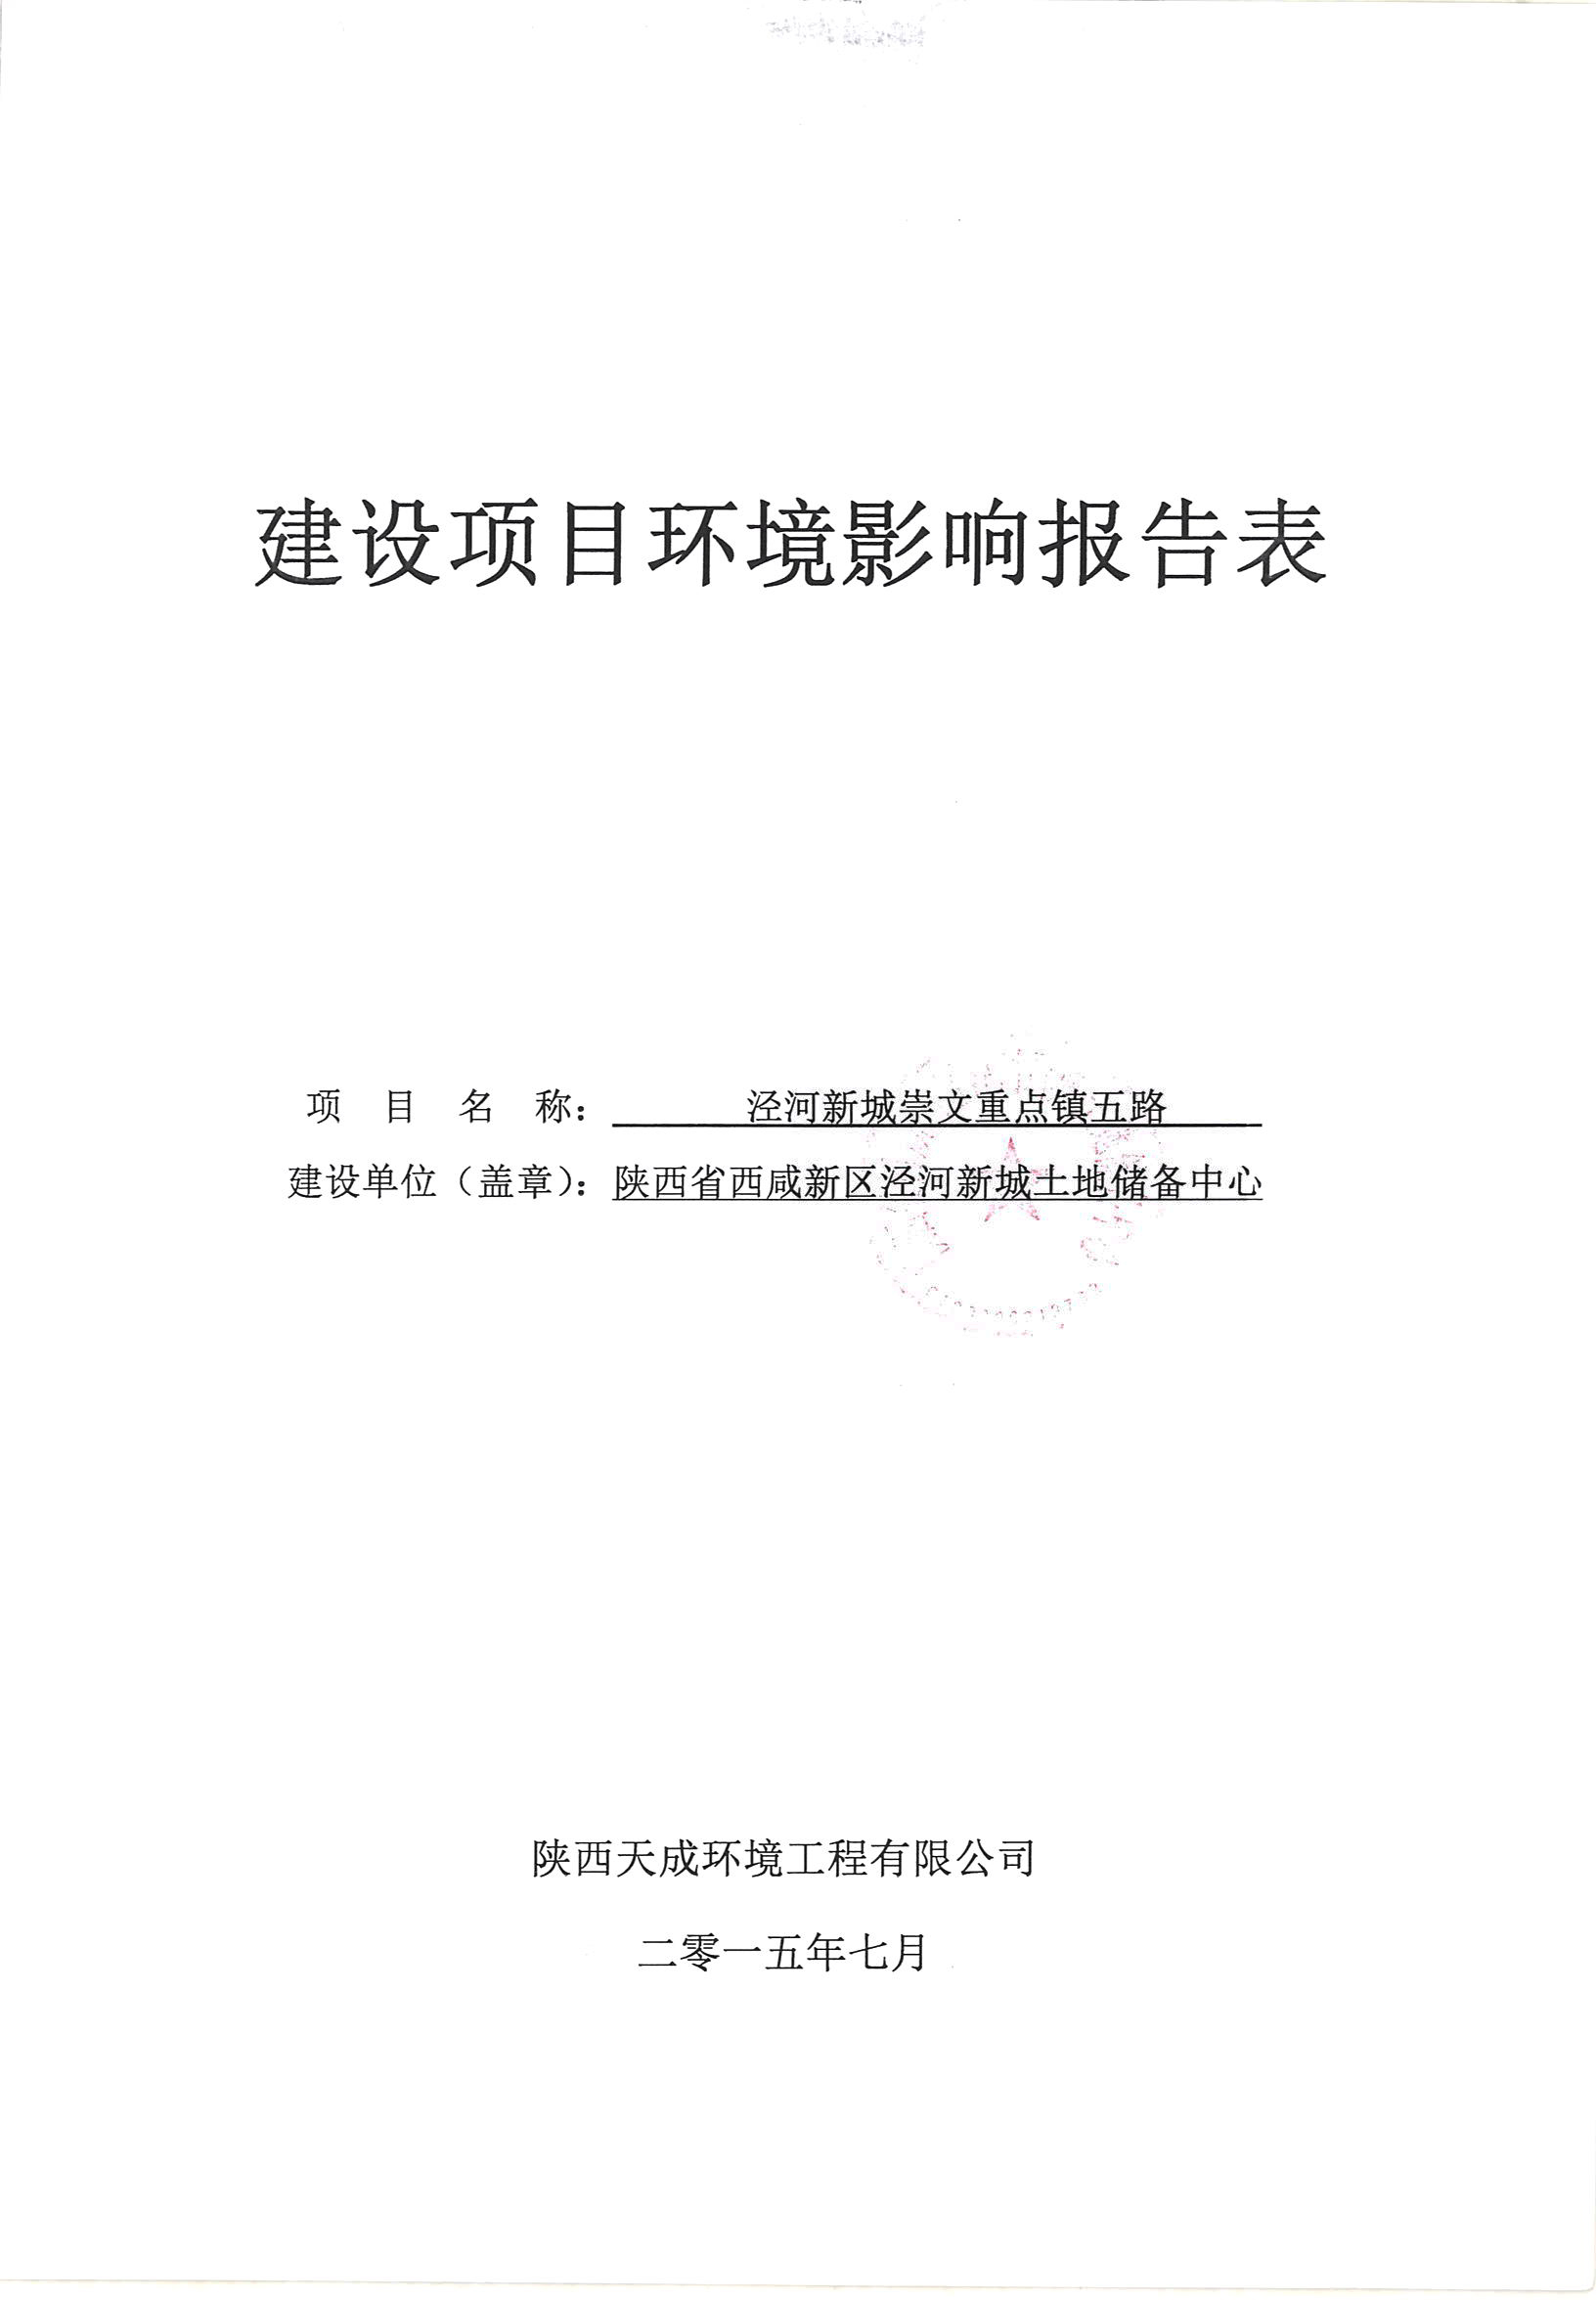 建设项目环境影响报告表
项 目 名 称： 泾河新城崇文重点镇五路
建设单位（盖章）：陕西省西咸新区泾河新城土地储备中心
陕西天成环境工程有限公司
二零一五年七月